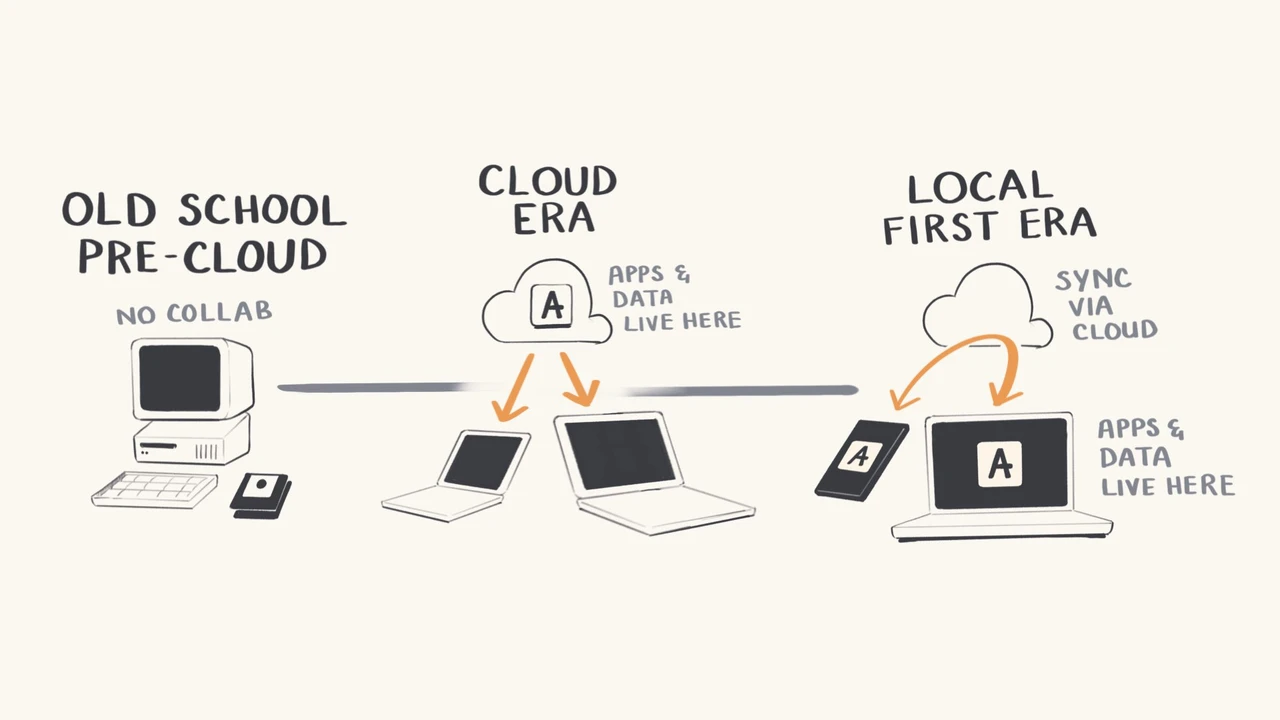 OLD SCHOOL
PRE-CLOUD
NO COLLAB
CLOUD
ERA
A
APPS &
DATA
LIVE HERE
LOCAL
FIRST ERA
SYNC
VIA
CLOUD
A
A
APPS &
DATA
LIVE HERE